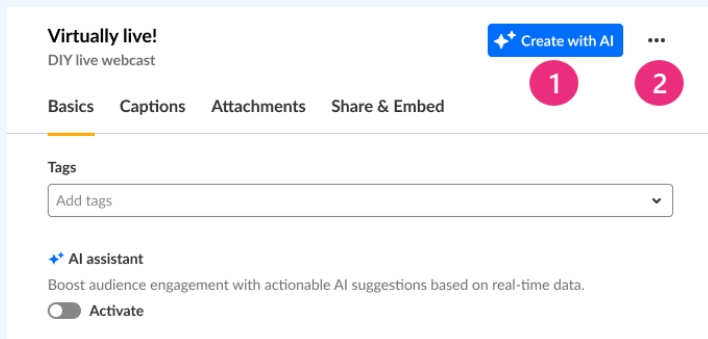 Virtually live!
Create with AI
DIY live webcast
1
2
Basics Captions Attachments Share & Embed
Tags
Add tags
AI assistant
Boost audience engagement with actionable AI suggestions based on real-time data.
Activate